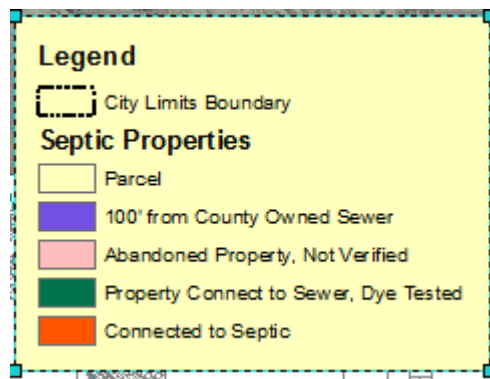 Legend
City Limits Boundary
Septic Properties
Parcel
100' from County Owned Sewer
Abandoned Property, Not Verified
Property Connect to Sewer, Dye Tested
Connected to Septic